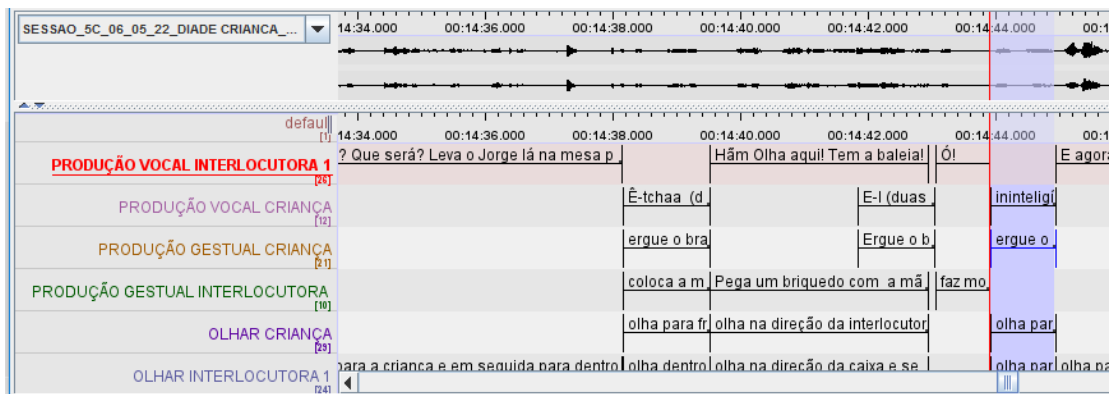 SESSAO_5C_06_05_22_DIADE CRIANCA_...
14:34.000 00:14:36.000 00:14:38.000 00:14:40.000 00:14:42.000 00:14:44.000 00:1
defaul
[1]
14:34.000 00:14:36.000 00:14:38.000 00:14:40.000 00:14:42.000 00:14:44.000 00:1
PRODUÇÃO VOCAL INTERLOCUTORA 1
[26]
? Que será? Leva o Jorge lá na mesa p Hãm Olha aqui! Tem a baleia! Ó! E agora
PRODUÇÃO VOCAL CRIANÇA
[12]
Ê-tchaa (d E-I (duas ininteligí
PRODUÇÃO GESTUAL CRIANÇA
[21]
ergue o bra Ergue o b ergue o
PRODUÇÃO GESTUAL INTERLOCUTORA
[10]
coloca a m Pega um briquedo com a mã faz mo
OLHAR CRIANÇA
[23]
olha para fr olha na direção da interlocutor olha par
OLHAR INTERLOCUTORA 1
[24]
para a criança e em seguida para dentro olha dentro olha na direção da caixa e se olha par olha pa